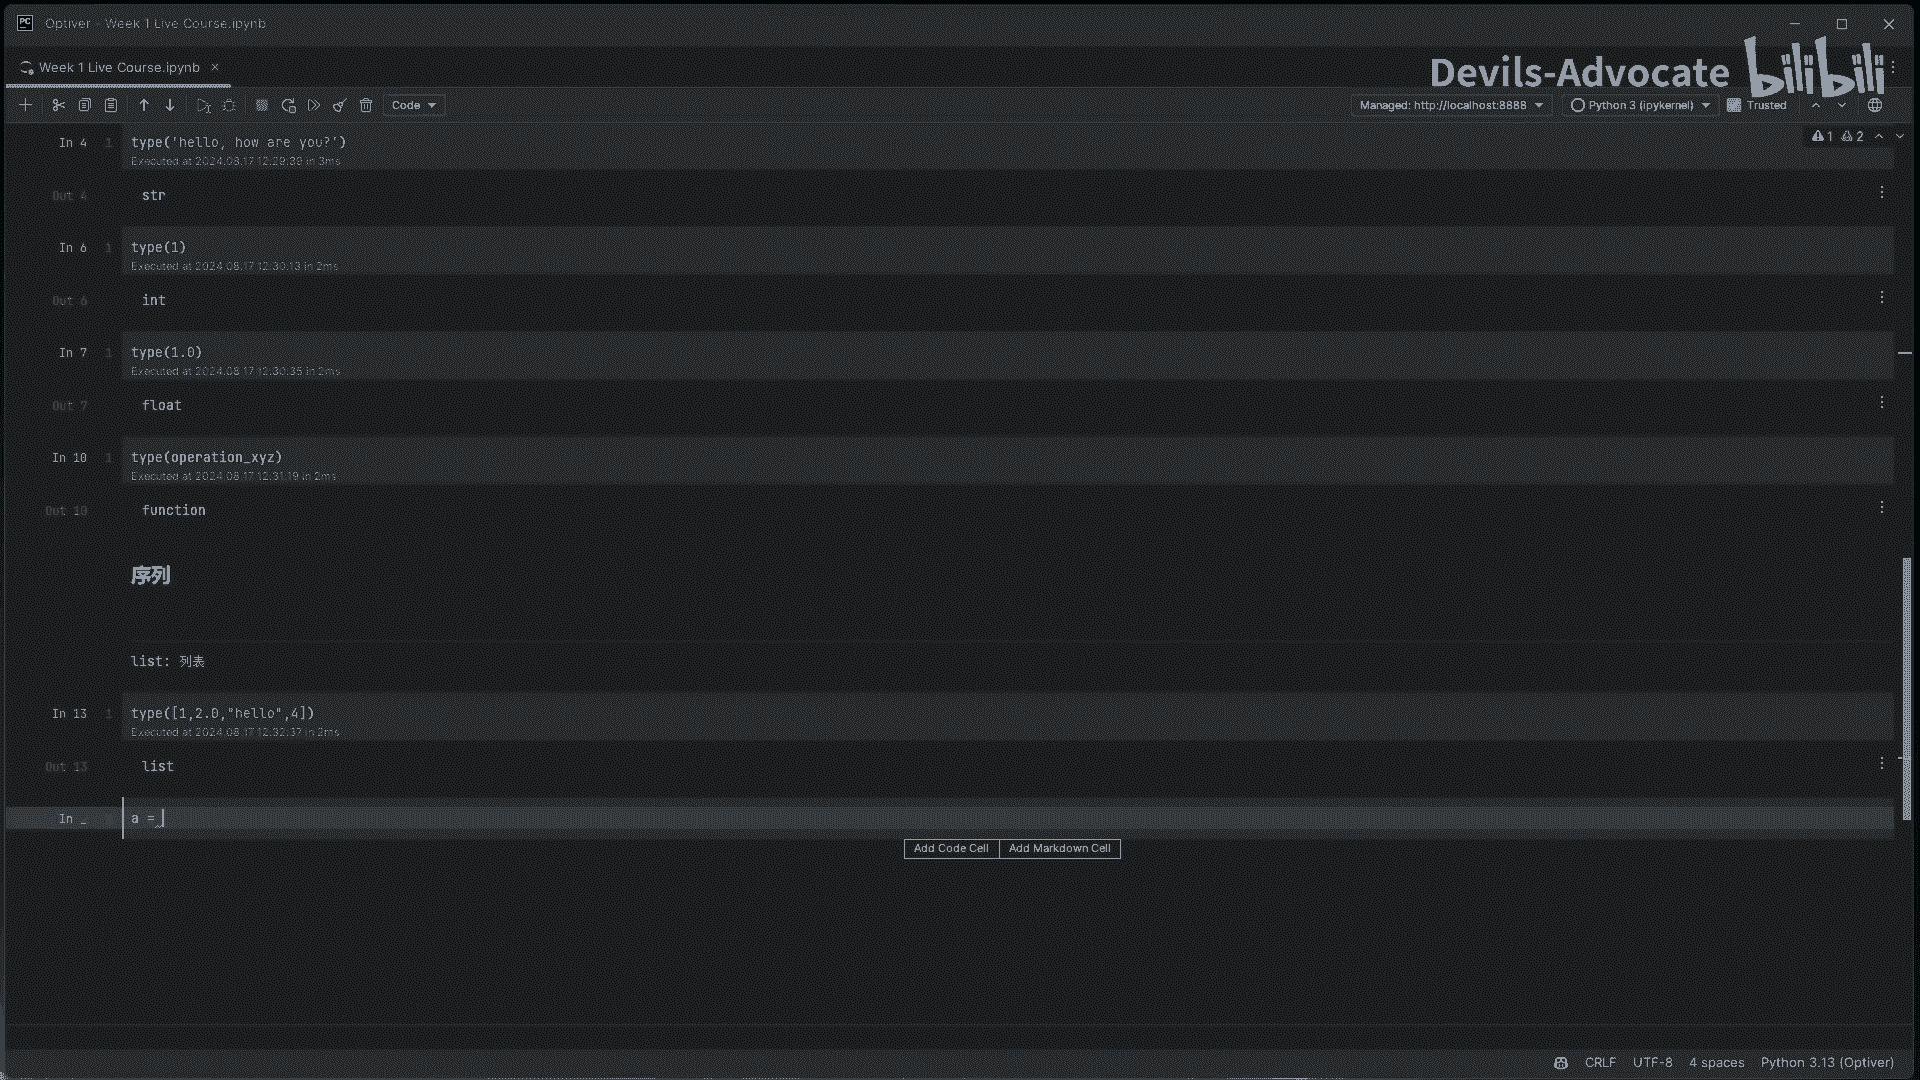 PC Optiver – Week 1 Live Course.ipynb
Week 1 Live Course.ipynb
Devils-Advocate bilibili
Code
Managed: http://localhost:8888
Python 3 (ipykernel)
Trusted
1 2
In 4 1 type('hello, how are you?')
Executed at 2024.08.17 12:29:39 in 3ms
Out 4 str
In 6 1 type(1)
Executed at 2024.08.17 12:30:13 in 2ms
Out 6 int
In 7 1 type(1.0)
Executed at 2024.08.17 12:30:35 in 2ms
Out 7 float
In 10 1 type(operation_xyz)
Executed at 2024.08.17 12:31:19 in 2ms
Out 10 function
序列
list: 列表
In 13 1 type([1,2.0,"hello",4])
Executed at 2024.08.17 12:32:37 in 2ms
Out 13 list
In _ a =
Add Code Cell Add Markdown Cell
CRLF UTF-8 4 spaces Python 3.13 (Optiver)